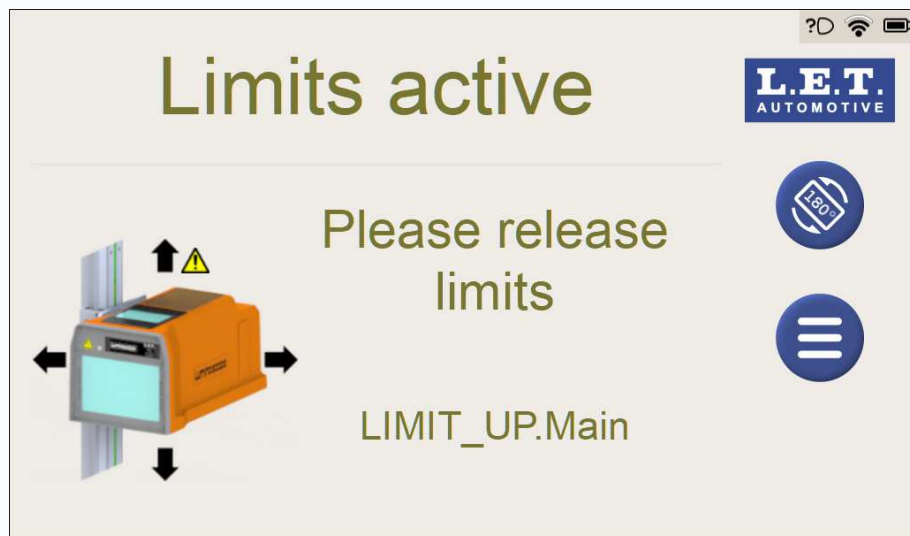 ?
Limits active
L.E.T.
AUTOMOTIVE
180°
Please release
limits
LIMIT_UP.Main